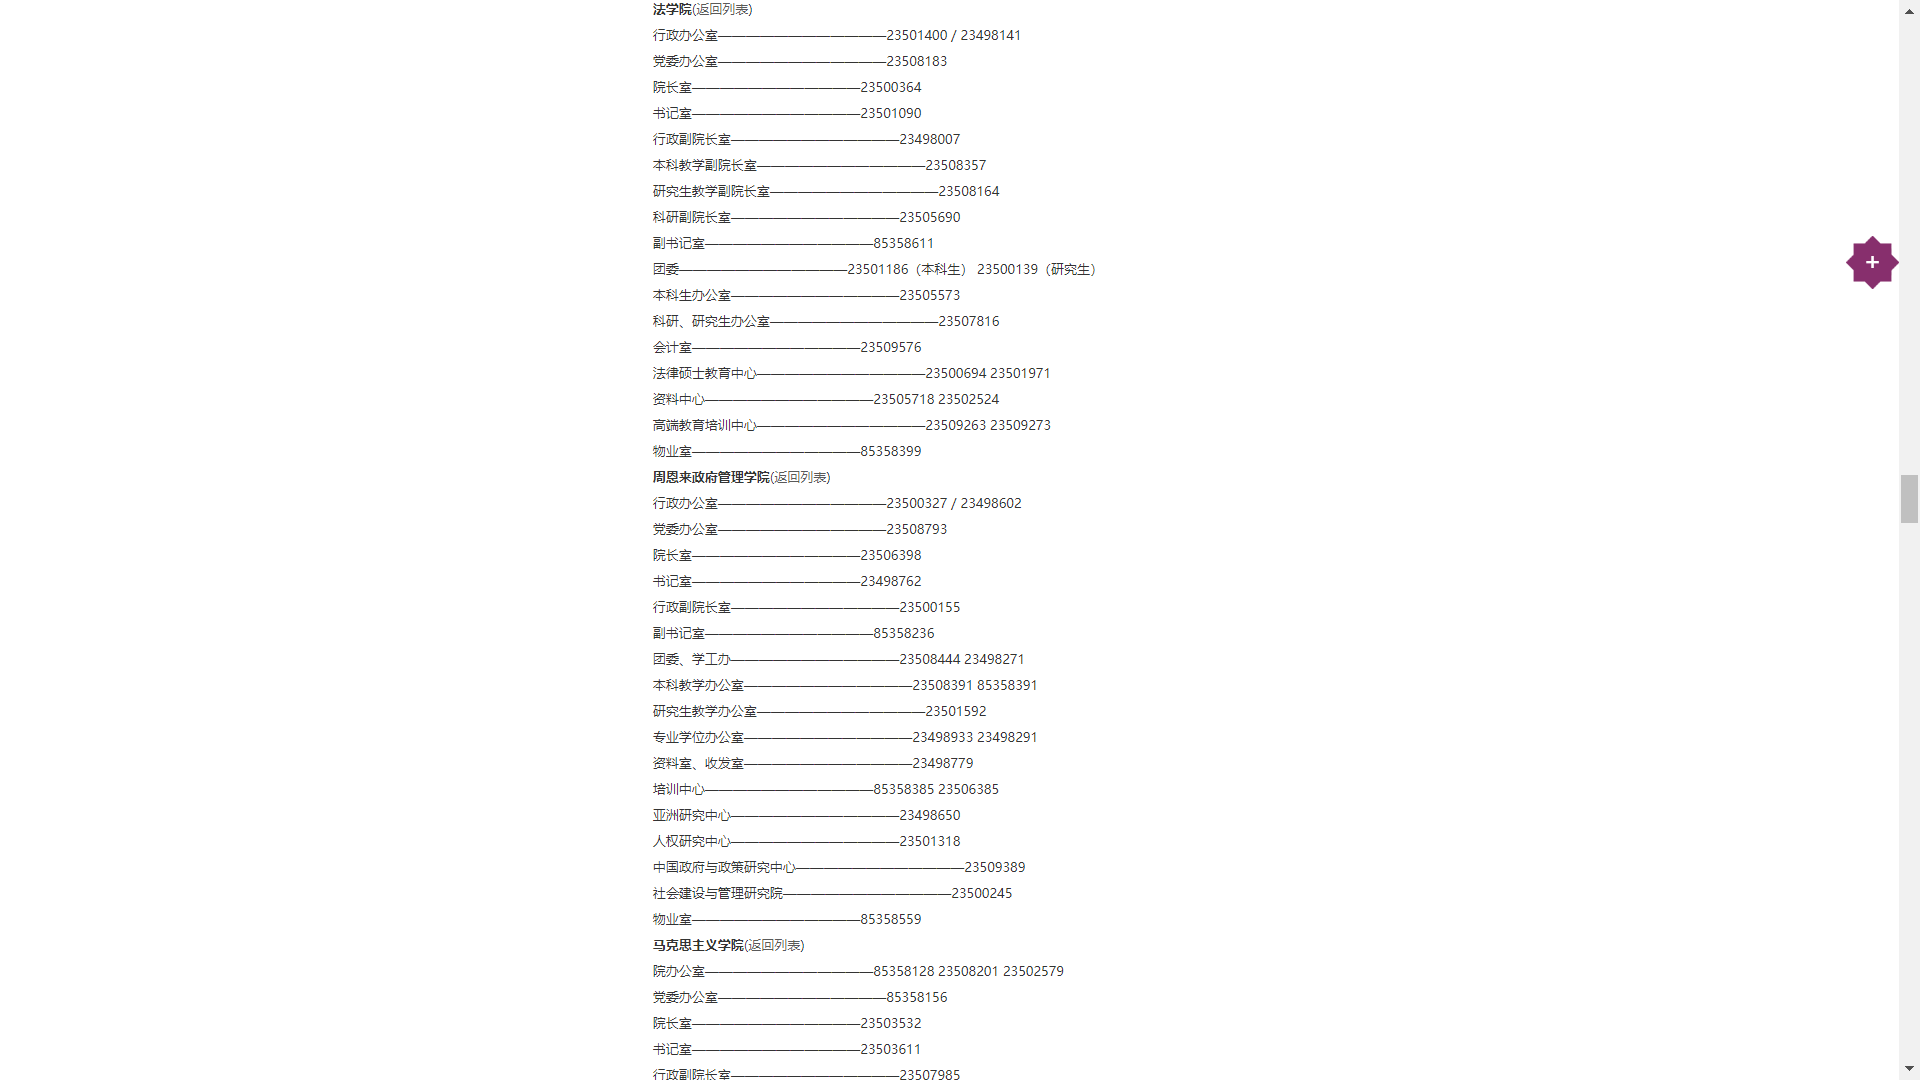 法学院(返回列表)
行政办公室————————————23501400 / 23498141
党委办公室————————————23508183
院长室————————————23500364
书记室————————————23501090
行政副院长室————————————23498007
本科教学副院长室————————————23508357
研究生教学副院长室————————————23508164
科研副院长室————————————23505690
副书记室————————————85358611
团委————————————23501186（本科生） 23500139（研究生）
本科生办公室————————————23505573
科研、研究生办公室————————————23507816
会计室————————————23509576
法律硕士教育中心————————————23500694 23501971
资料中心————————————23505718 23502524
高端教育培训中心————————————23509263 23509273
物业室————————————85358399
周恩来政府管理学院(返回列表)
行政办公室————————————23500327 / 23498602
党委办公室————————————23508793
院长室————————————23506398
书记室————————————23498762
行政副院长室————————————23500155
副书记室————————————85358236
团委、学工办————————————23508444 23498271
本科教学办公室————————————23508391 85358391
研究生教学办公室————————————23501592
专业学位办公室————————————23498933 23498291
资料室、收发室————————————23498779
培训中心————————————85358385 23506385
亚洲研究中心————————————23498650
人权研究中心————————————23501318
中国政府与政策研究中心————————————23509389
社会建设与管理研究院————————————23500245
物业室————————————85358559
马克思主义学院(返回列表)
院办公室————————————85358128 23508201 23502579
党委办公室————————————85358156
院长室————————————23503532
书记室————————————23503611
行政副院长室————————————23507985